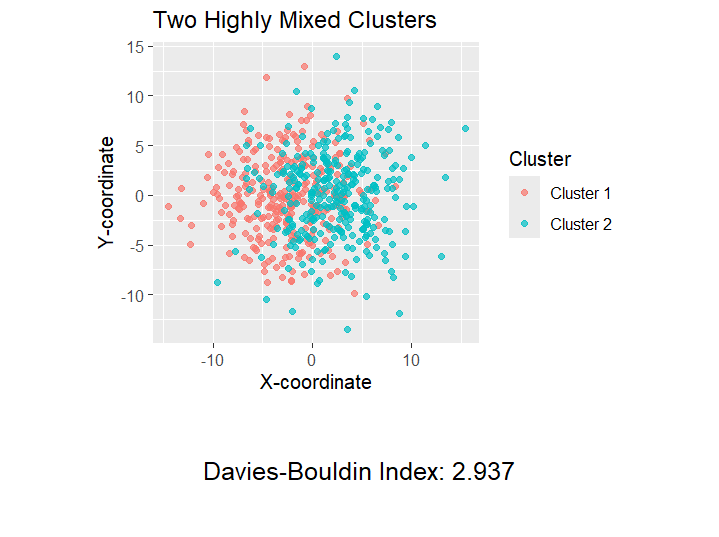 Two Highly Mixed Clusters
15
10
5
0
-5
-10
Y-coordinate
-10
0
10
X-coordinate
Cluster
Cluster 1
Cluster 2
Davies-Bouldin Index: 2.937